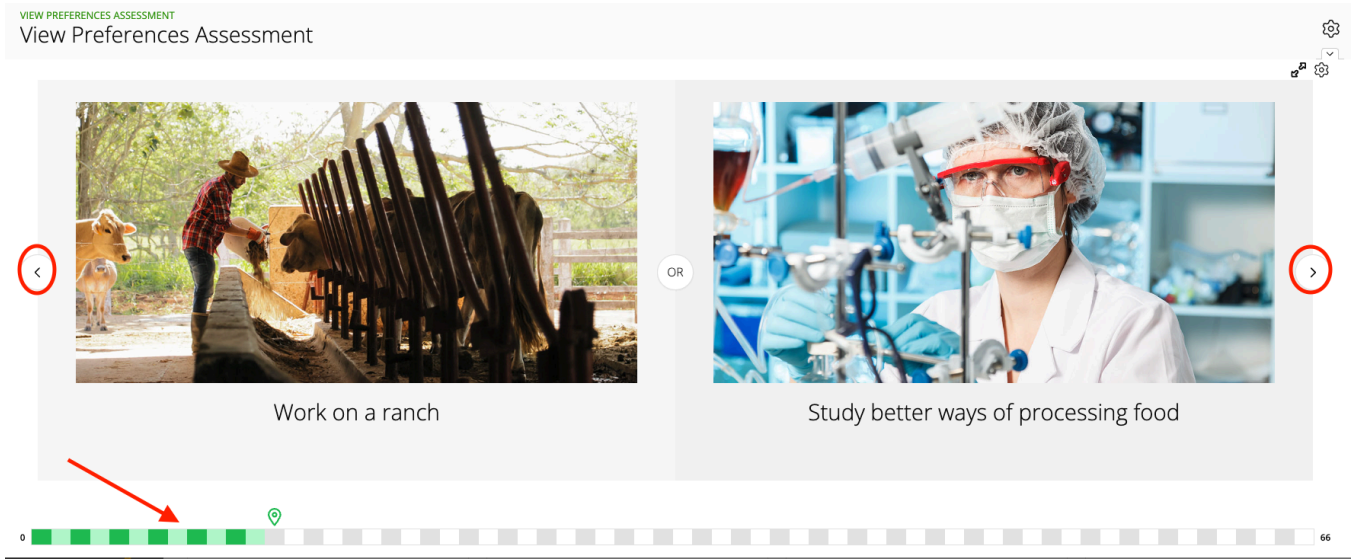 VIEW PREFERENCES ASSESSMENT
View Preferences Assessment
OR
Work on a ranch
Study better ways of processing food
0
66